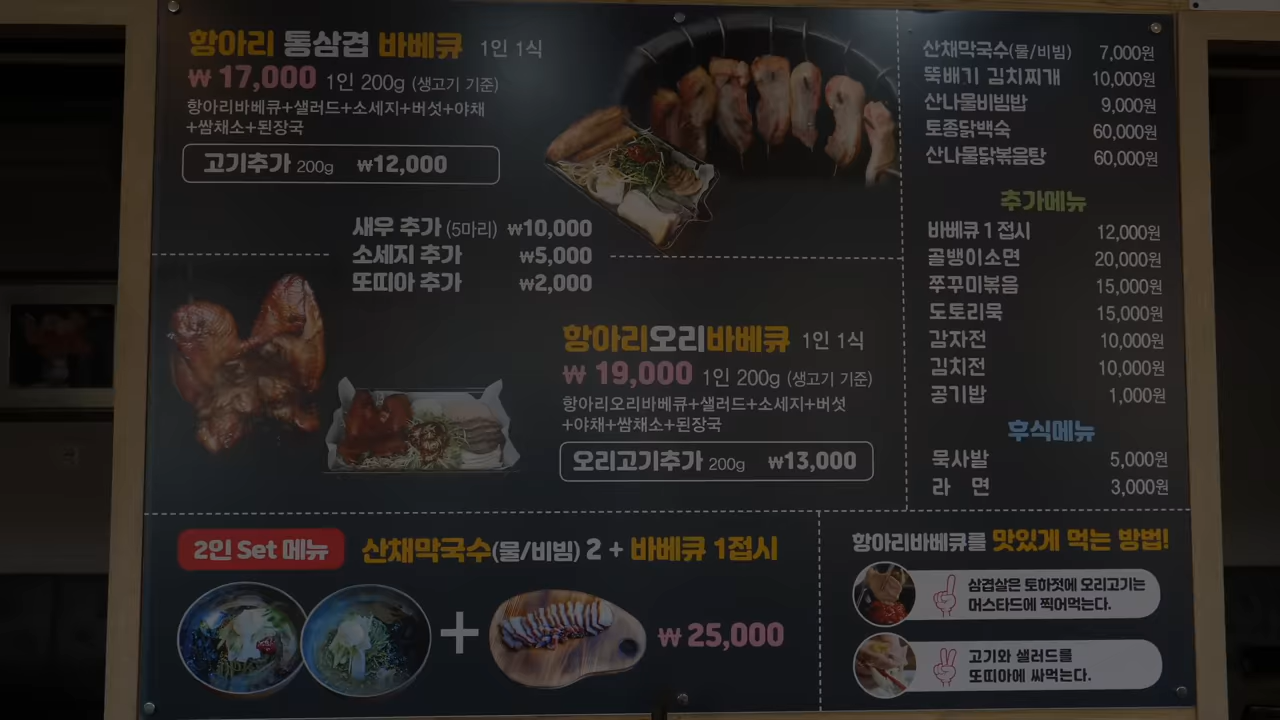 항아리 통삼겹 바베큐 1인 1식
₩ 17,000 1인 200g (생고기 기준)
항아리바베큐+샐러드+소세지+버섯+야채
+쌈채소+된장국
고기추가 200g ₩12,000
새우 추가 (5마리) ₩10,000
소세지 추가 ₩5,000
또띠아 추가 ₩2,000
항아리오리바베큐 1인 1식
₩ 19,000 1인 200g (생고기 기준)
항아리오리바베큐+샐러드+소세지+버섯
+야채+쌈채소+된장국
오리고기추가 200g ₩13,000
산채막국수(물/비빔) 7,000원
뚝배기 김치찌개 10,000원
산나물비빔밥 9,000원
토종닭백숙 60,000원
산나물닭볶음탕 60,000원
추가메뉴
바베큐 1 접시 12,000원
골뱅이소면 20,000원
쭈꾸미볶음 15,000원
도토리묵 15,000원
감자전 10,000원
김치전 10,000원
공기밥 1,000원
후식메뉴
묵사발 5,000원
라 면 3,000원
2인 Set 메뉴 산채막국수(물/비빔) 2 + 바베큐 1접시
+ ₩ 25,000
항아리바베큐를 맛있게 먹는 방법!
삼겹살은 토하젓에 오리고기는
머스타드에 찍어먹는다.
고기와 샐러드를
또띠아에 싸먹는다.